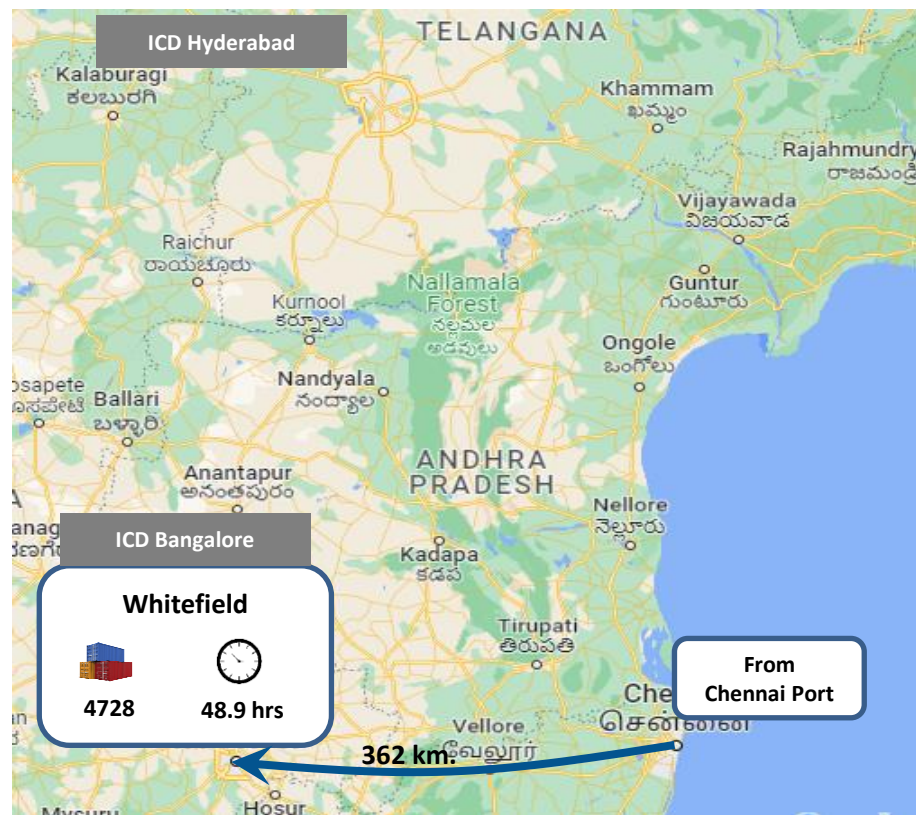 ICD Hyderabad
TELANGANA
Kalaburagi
ಕಲಬುರಗಿ
Khammam
ఖమ్మం
Rajahmundry
Vijayawada
విజయవాడ
Raichur
ರಾಯಚೂರು
Nallamala
Forest
నల్లమల
అడవులు
Guntur
గుంటూరు
Kurnool
కర్నూలు
Ongole
ఒంగోలు
Nandyala
నంద్యాల
Ballari
ಬಳ್ಳಾರಿ
ANDHRA
PRADESH
Anantapur
అనంతపురం
Nellore
నెల్లూరు
ICD Bangalore
Kadapa
కడప
Whitefield
4728
48.9 hrs
Tirupati
తిరుపతి
From
Chennai Port
சென்னை
Vellore
வேலூர்
362 km.
Hosur
Mysuru